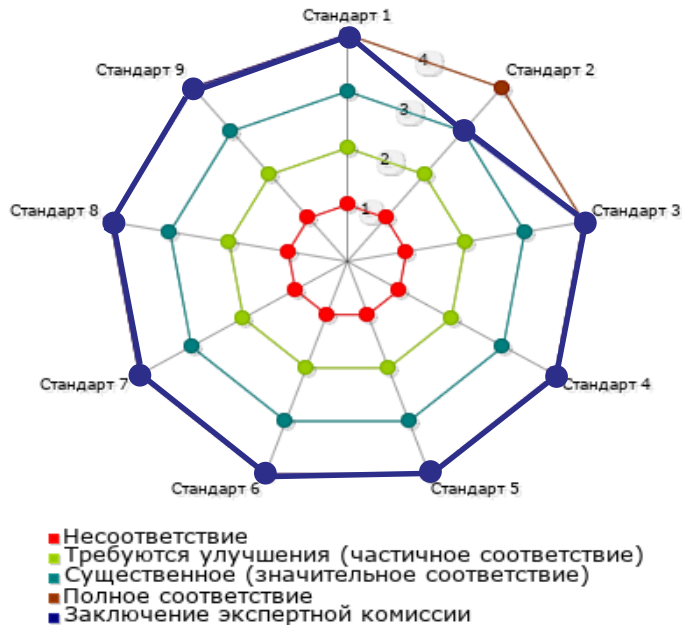 Стандарт 1
4
Стандарт 9
Стандарт 2
3
2
Стандарт 8
1
Стандарт 3
Стандарт 7
Стандарт 4
Стандарт 6
Стандарт 5
Несоответствие
Требуются улучшения (частичное соответствие)
Существенное (значительное соответствие)
Полное соответствие
Заключение экспертной комиссии